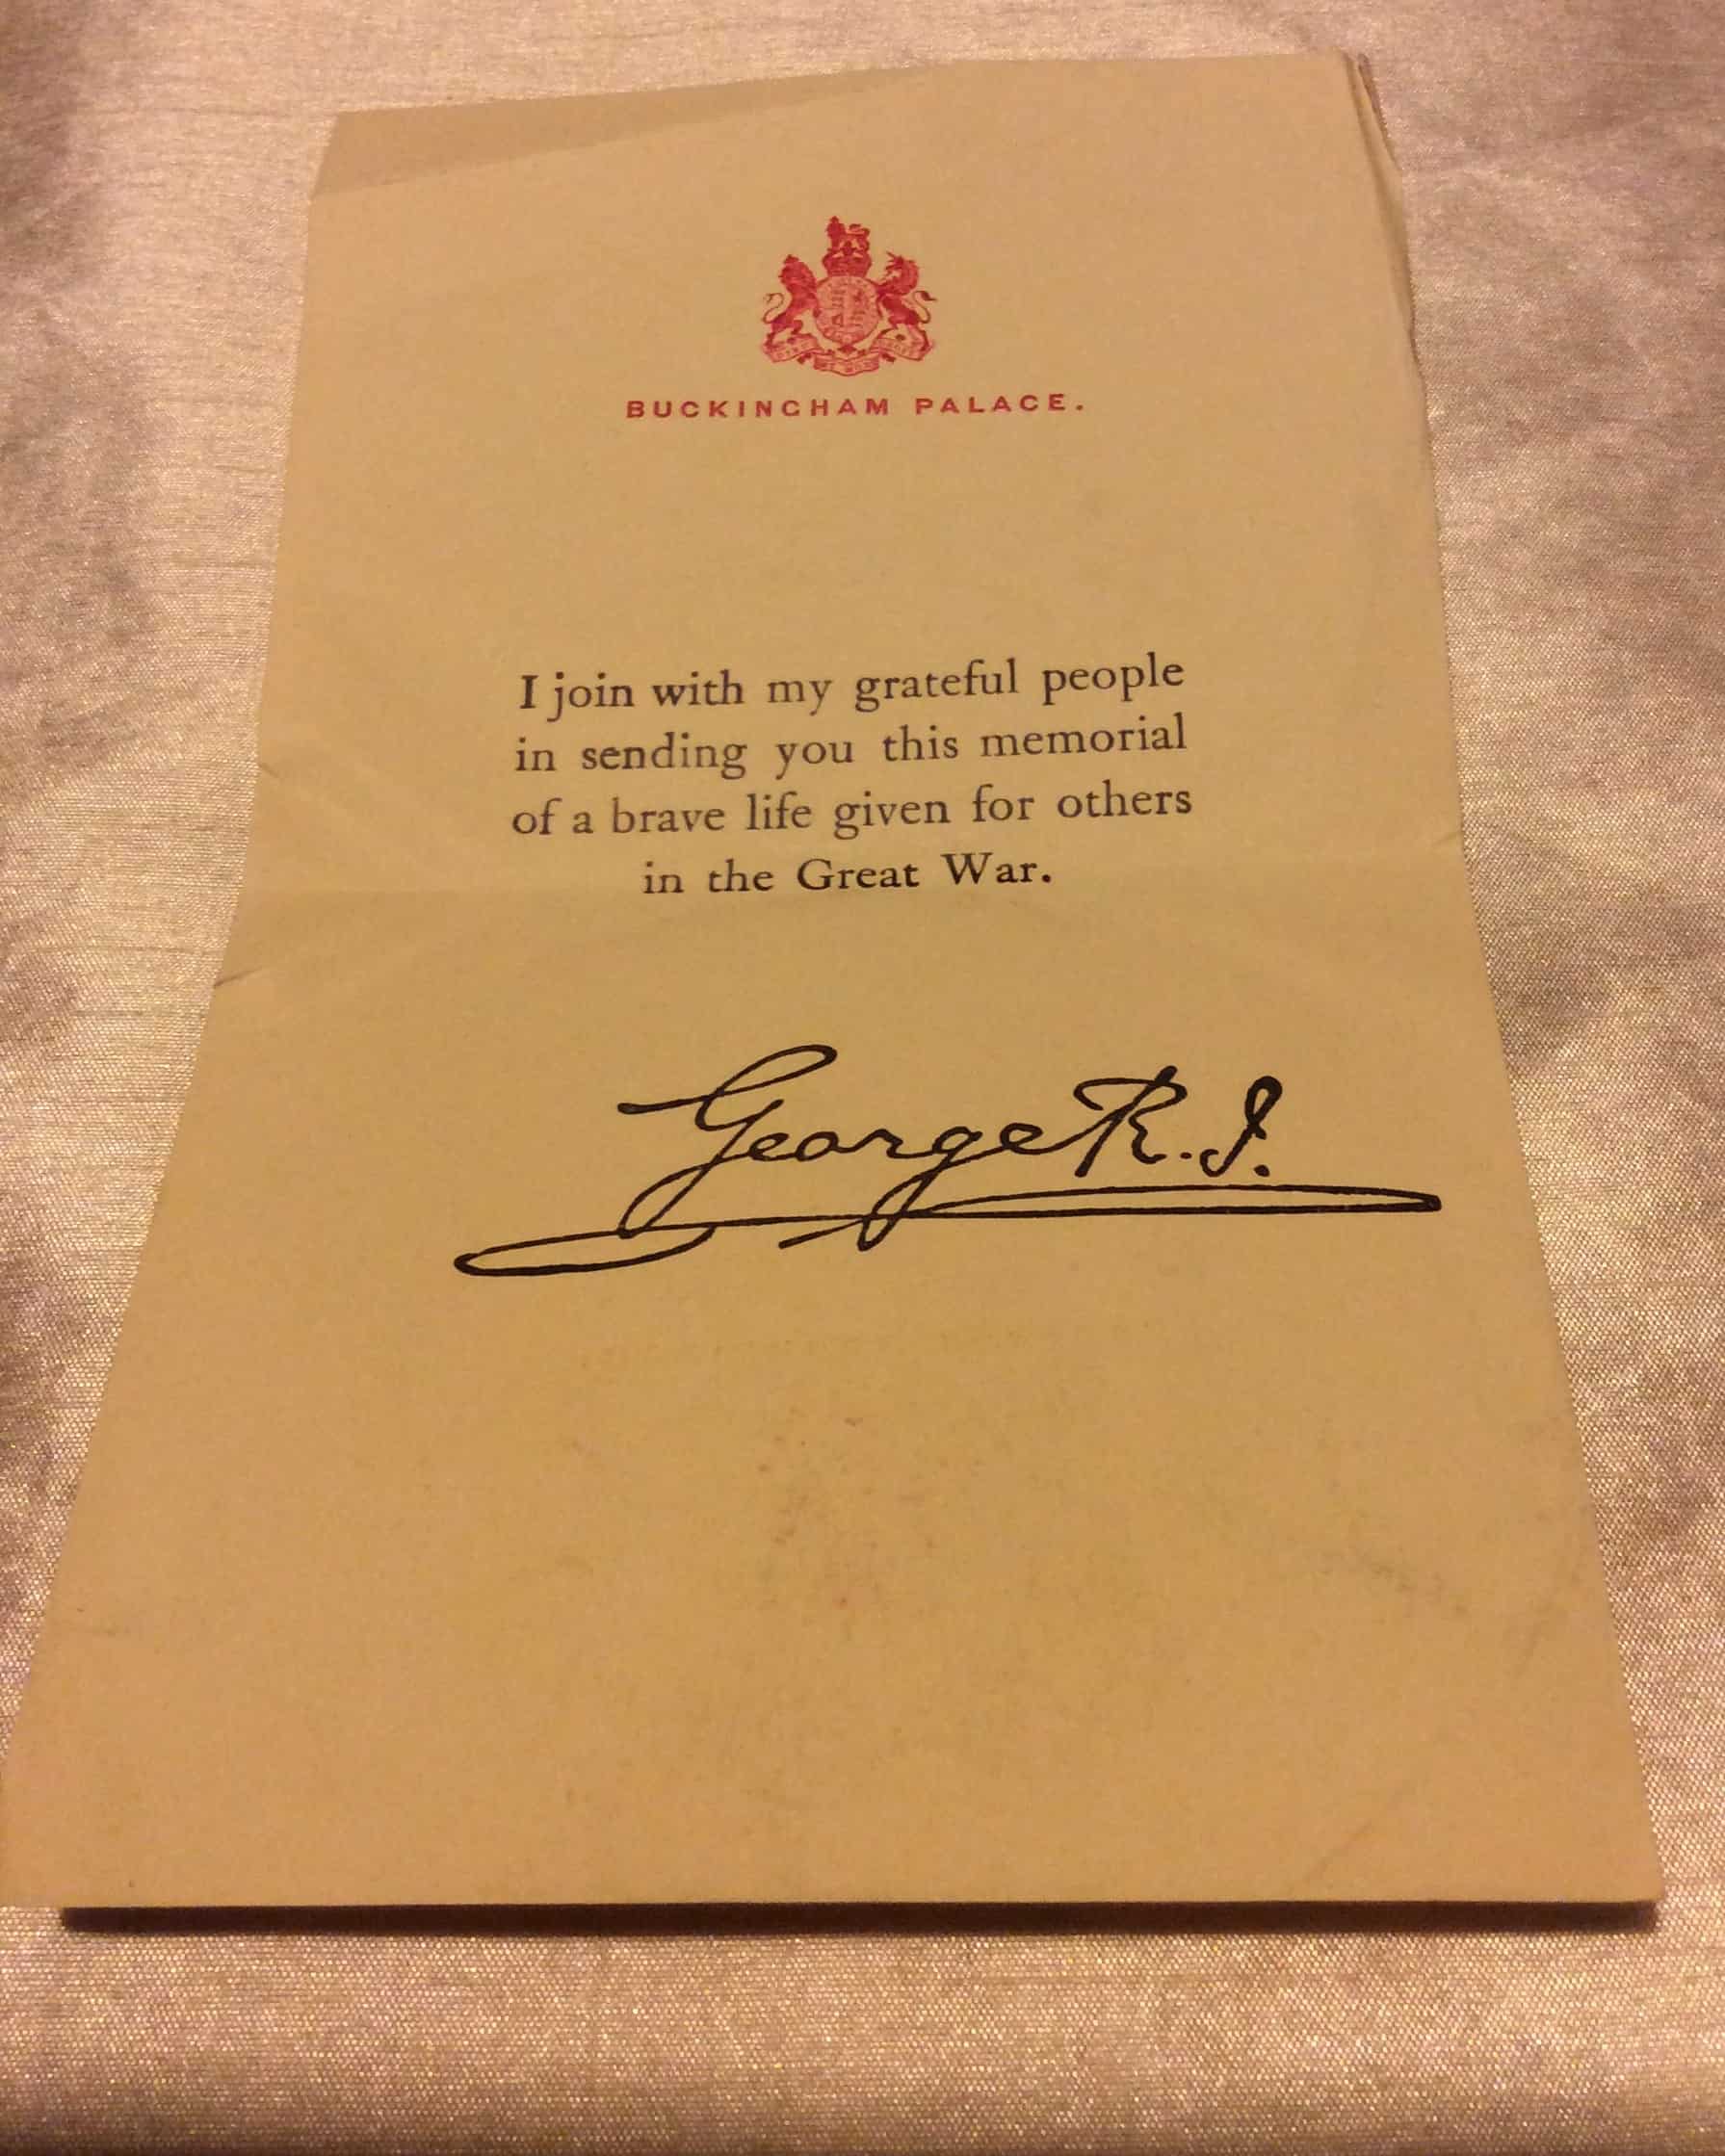 BUCKINGHAM PALACE.
I join with my grateful people
in sending you this memorial
of a brave life given for others
in the Great War.
George R.I.